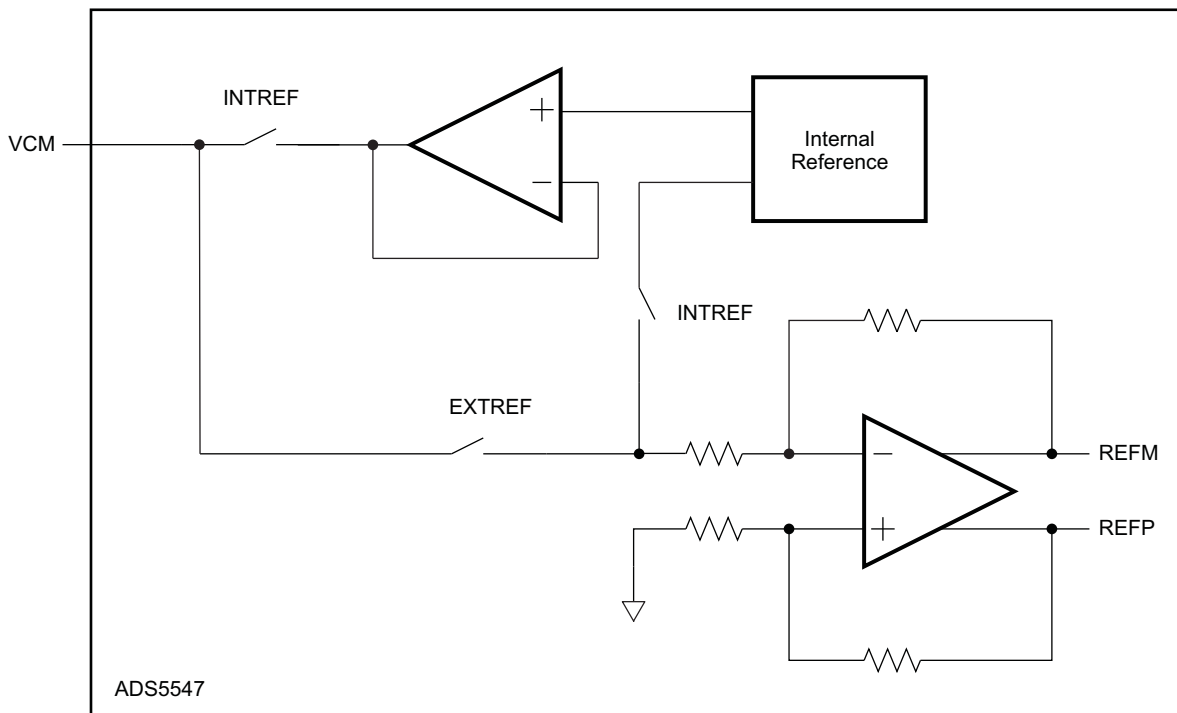 INTREF
VCM
+
−
Internal
Reference
INTREF
EXTREF
−
REFM
+
REFP
ADS5547